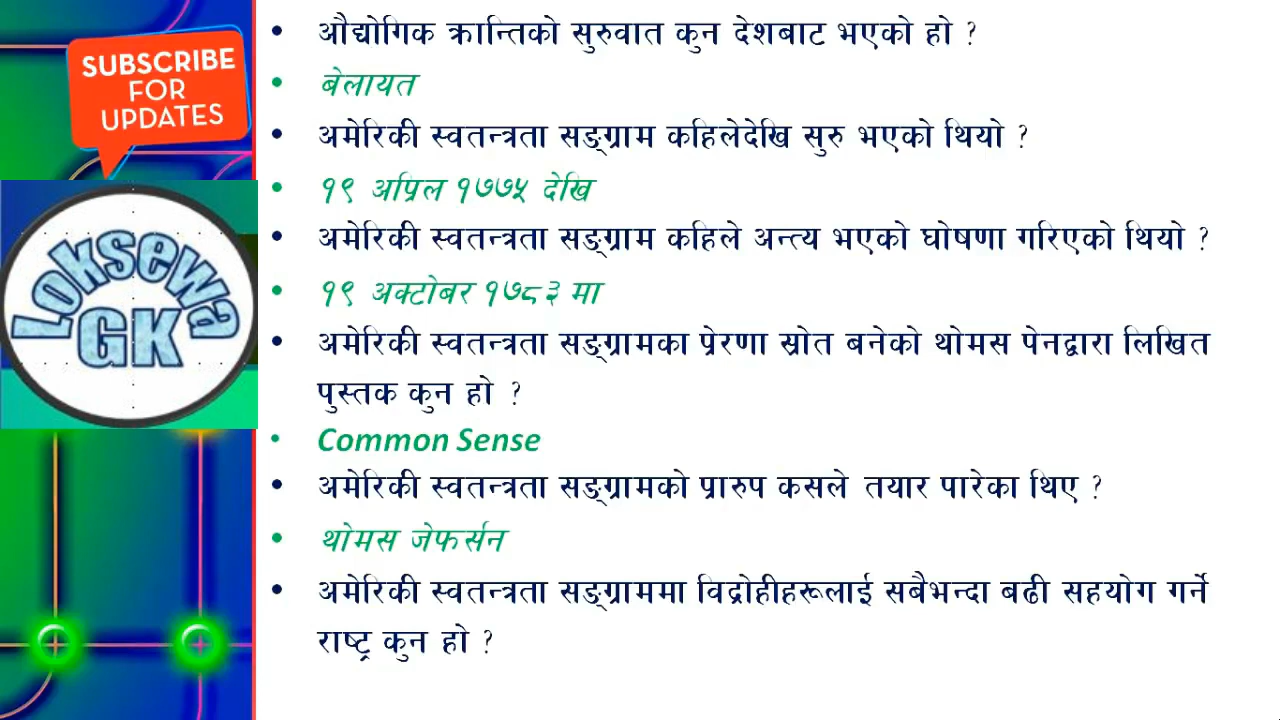 SUBSCRIBE
FOR
UPDATES
Loksewa
GK
• औद्योगिक क्रान्तिको सुरुवात कुन देशबाट भएको हो ?
• बेलायत
• अमेरिकी स्वतन्त्रता सङ्ग्राम कहिलेदेखि सुरु भएको थियो ?
• १९ अप्रिल १७७५ देखि
• अमेरिकी स्वतन्त्रता सङ्ग्राम कहिले अन्त्य भएको घोषणा गरिएको थियो ?
• १९ अक्टोबर १७८३ मा
• अमेरिकी स्वतन्त्रता सङ्ग्रामका प्रेरणा स्रोत बनेको थोमस पेनद्वारा लिखित
पुस्तक कुन हो ?
• Common Sense
• अमेरिकी स्वतन्त्रता सङ्ग्रामको प्रारुप कसले तयार पारेका थिए ?
• थोमस जेफर्सन
• अमेरिकी स्वतन्त्रता सङ्ग्राममा विद्रोहीहरूलाई सबैभन्दा बढी सहयोग गर्ने
राष्ट्र कुन हो ?